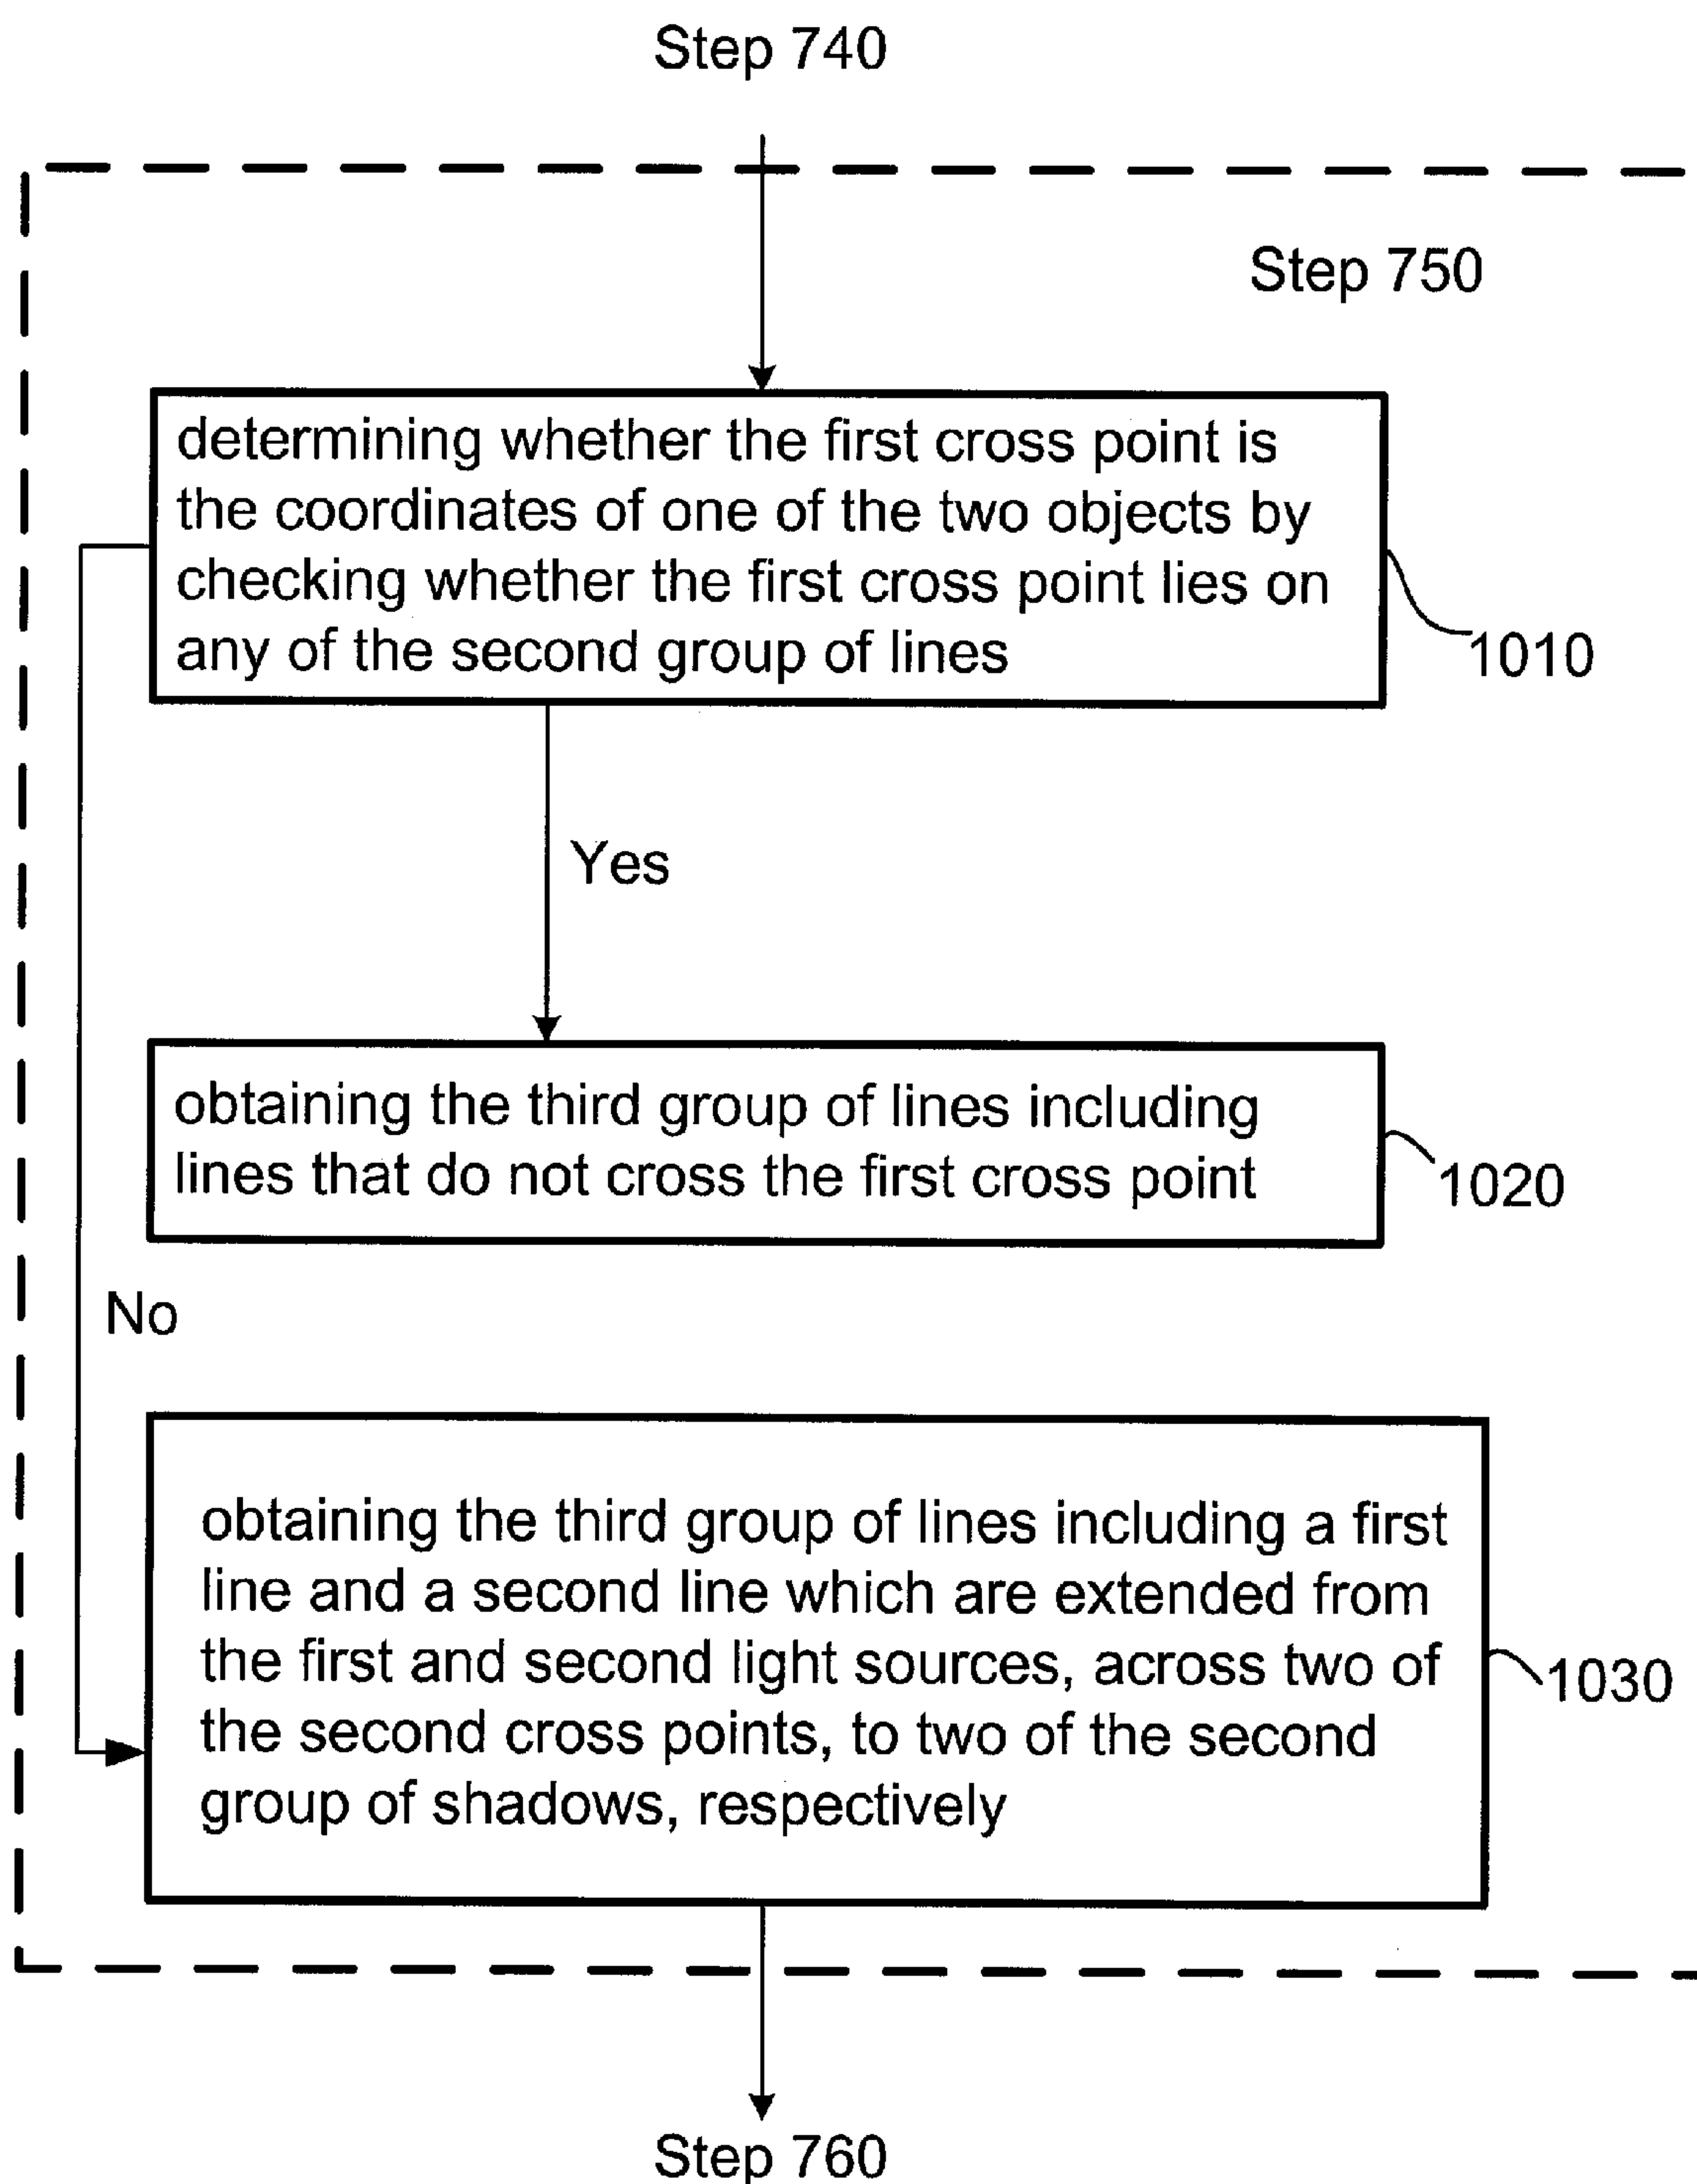 Step 740
Step 750
determining whether the first cross point is
the coordinates of one of the two objects by
checking whether the first cross point lies on
any of the second group of lines
1010
Yes
obtaining the third group of lines including
lines that do not cross the first cross point
1020
No
obtaining the third group of lines including a first
line and a second line which are extended from
the first and second light sources, across two of
the second cross points, to two of the second
group of shadows, respectively
1030
Step 760